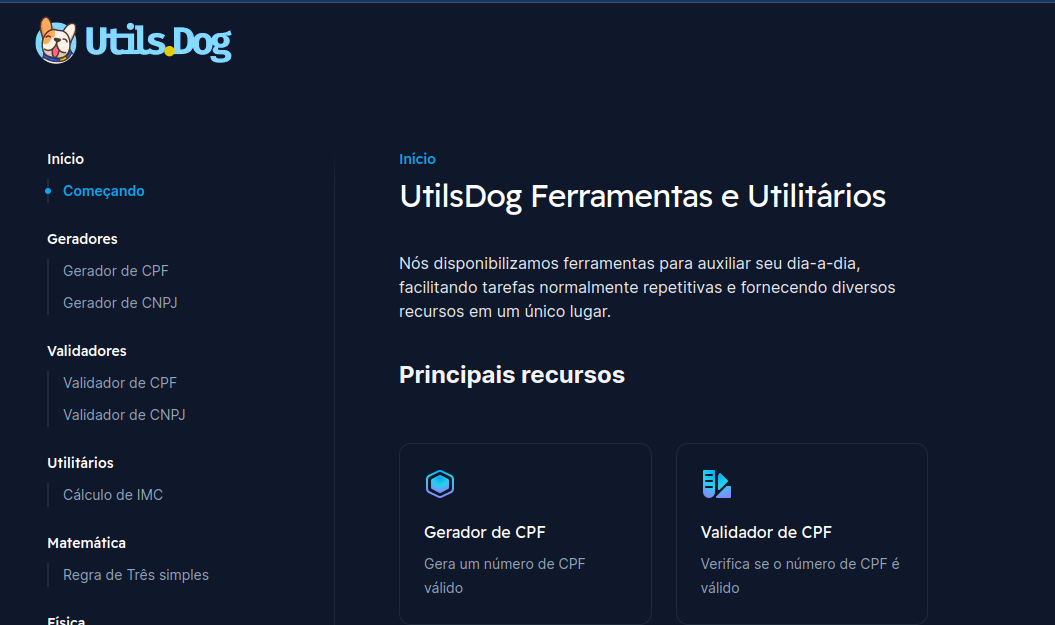 Utils.Dog
Início
Começando
Geradores
Gerador de CPF
Gerador de CNPJ
Validadores
Validador de CPF
Validador de CNPJ
Utilitários
Cálculo de IMC
Matemática
Regra de Três simples
Física
Início
UtilsDog Ferramentas e Utilitários
Nós disponibilizamos ferramentas para auxiliar seu dia-a-dia,
facilitando tarefas normalmente repetitivas e fornecendo diversos
recursos em um único lugar.
Principais recursos
Gerador de CPF
Gera um número de CPF
válido
Validador de CPF
Verifica se o número de CPF é
válido